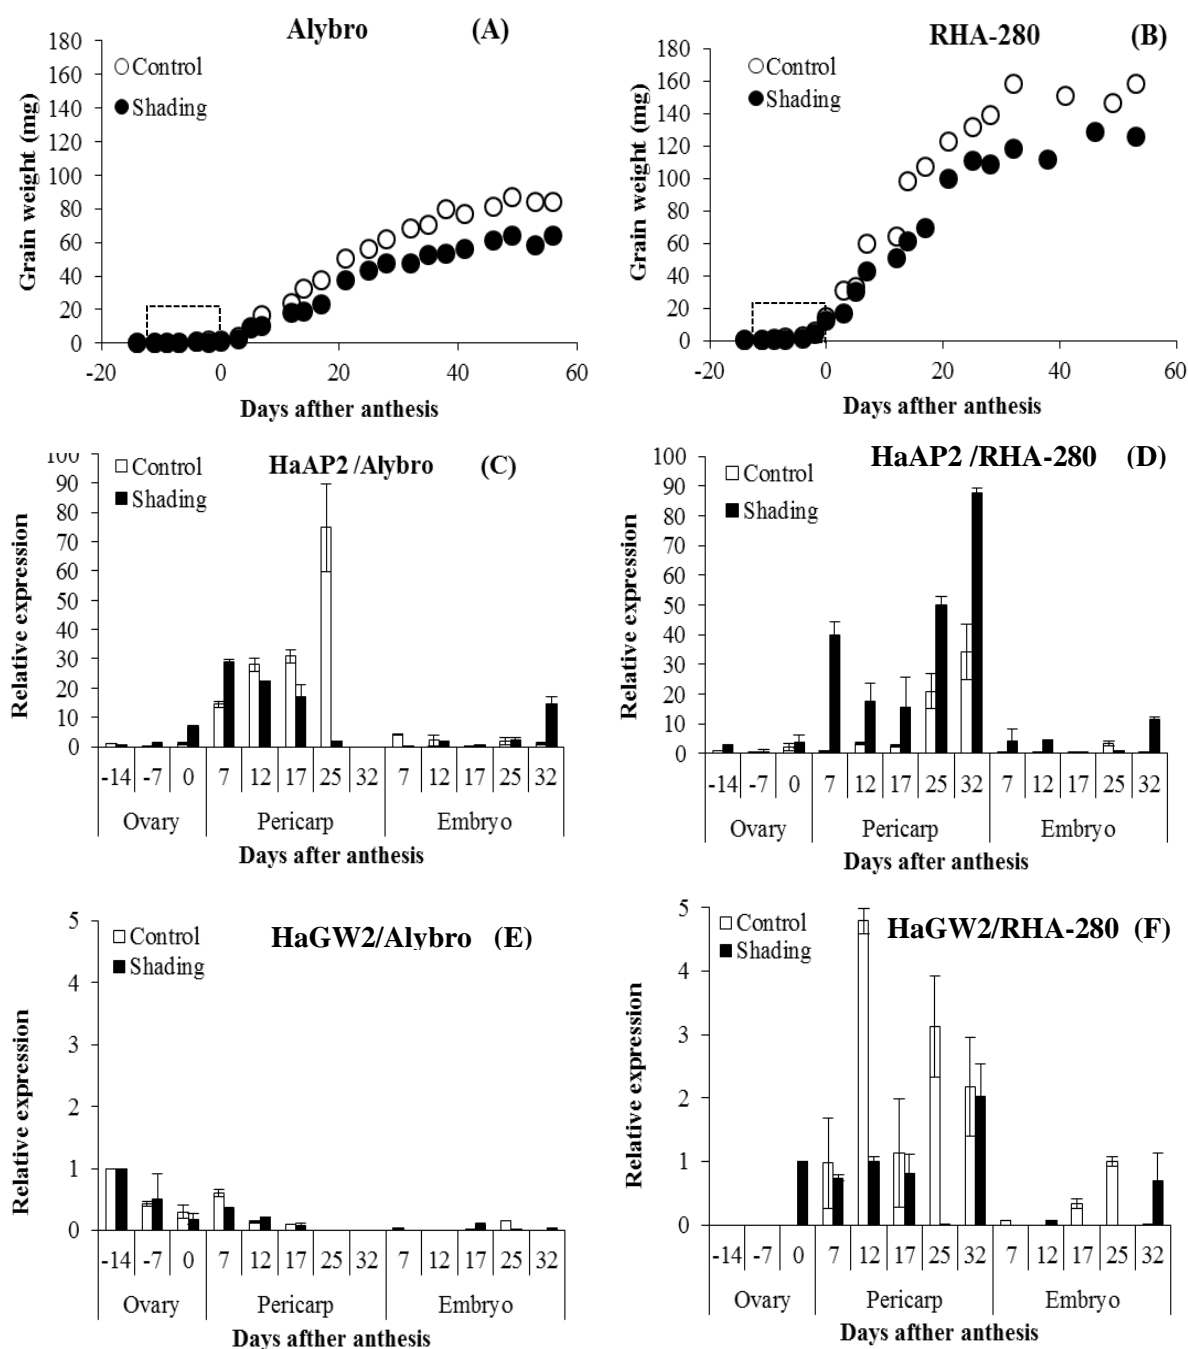 Alybro (A)
180
160
140
120
100
80
60
40
20
0
Grain weight (mg)
Control
Shading
-20 0 20 40 60
Days afther anthesis
RHA-280 (B)
180
160
140
120
100
80
60
40
20
0
Grain weight (mg)
Control
Shading
-20 0 20 40 60
Days afther anthesis
HaAP2 /Alybro (C)
100
90
80
70
60
50
40
30
20
10
0
Relative expression
Control
Shading
-14 -7 0 7 12 17 25 32 7 12 17 25 32
Ovary Pericarp Embryo
Days after anthesis
HaAP2 /RHA-280 (D)
100
90
80
70
60
50
40
30
20
10
0
Relative expression
Control
Shading
-14 -7 0 7 12 17 25 32 7 12 17 25 32
Ovary Pericarp Embryo
Days after anthesis
HaGW2/Alybro (E)
5
4
3
2
1
0
Relative expression
Control
Shading
-14 -7 0 7 12 17 25 32 7 12 17 25 32
Ovary Pericarp Embryo
Days afther anthesis
HaGW2/RHA-280 (F)
5
4
3
2
1
0
Relative expression
Control
Shading
-14 -7 0 7 12 17 25 32 7 12 17 25 32
Ovary Pericarp Embryo
Days afther anthesis